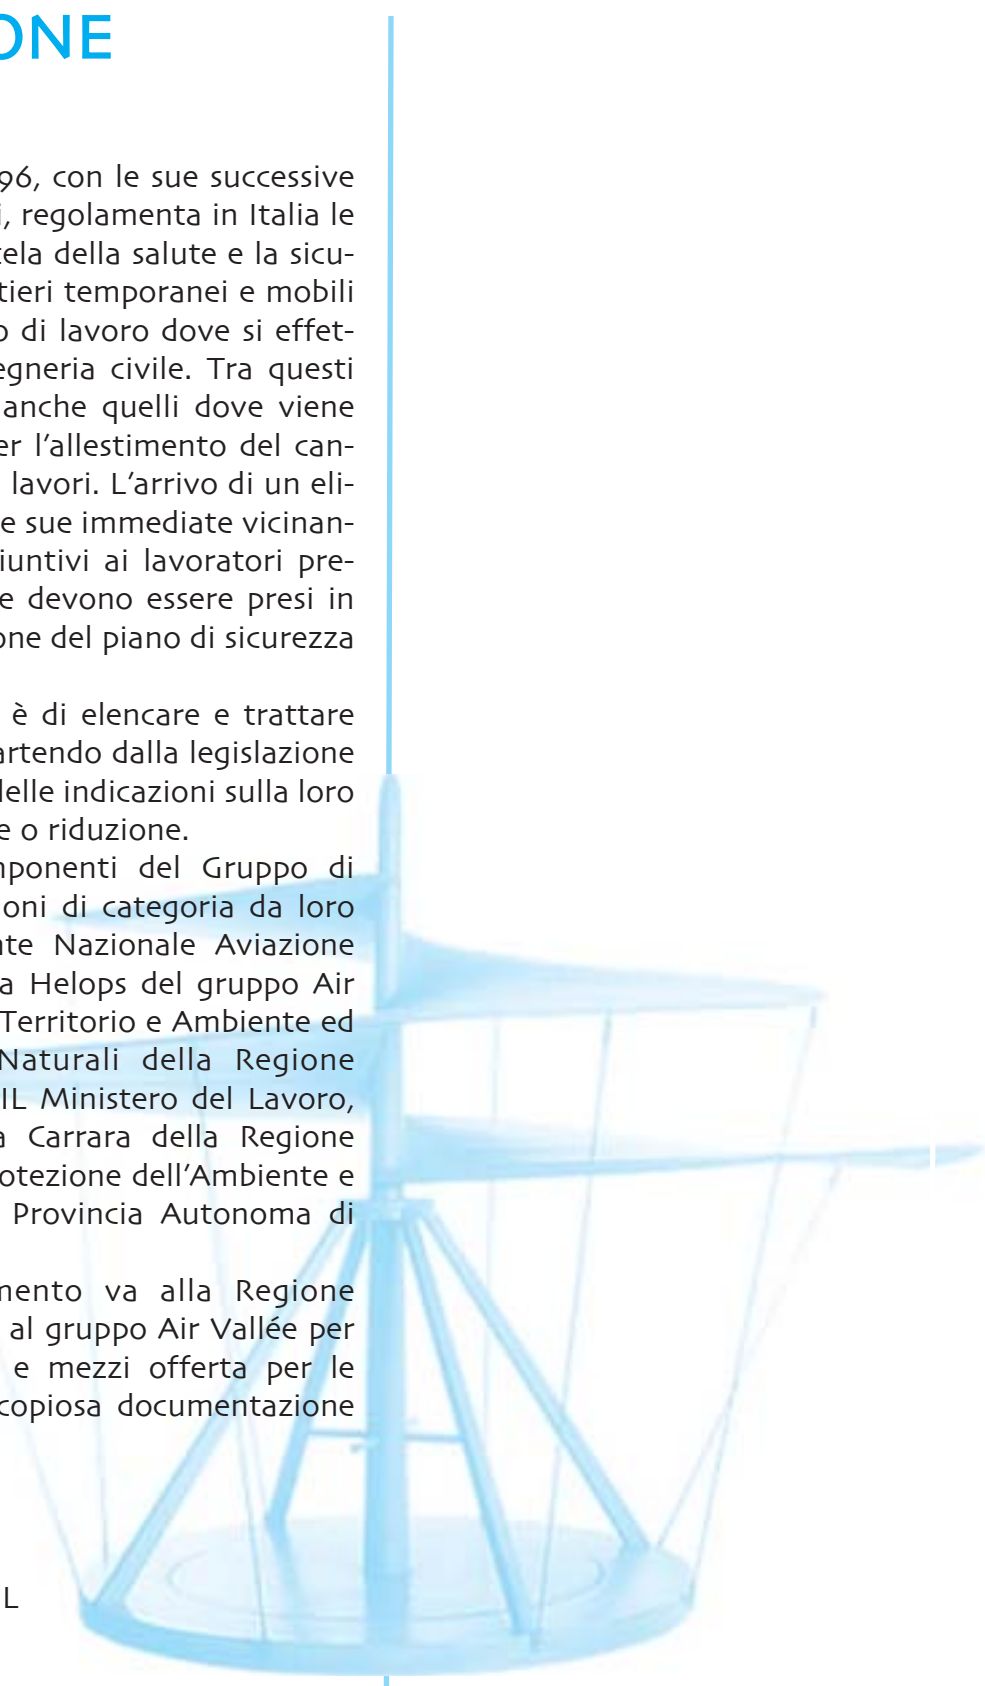 ONE
96, con le sue successive
i, regolamenta in Italia le
tela della salute e la sicu-
tieri temporanei e mobili
o di lavoro dove si effet-
egneria civile. Tra questi
anche quelli dove viene
er l'allestimento del can-
lavori. L'arrivo di un eli-
e sue immediate vicinan-
giuntivi ai lavoratori pre-
e devono essere presi in
one del piano di sicurezza
è di elencare e trattare
artendo dalla legislazione
delle indicazioni sulla loro
e o riduzione.
mponenti del Gruppo di
oni di categoria da loro
nte Nazionale Aviazione
a Helops del gruppo Air
Territorio e Ambiente ed
Naturali della Regione
IL Ministero del Lavoro,
a Carrara della Regione
otezione dell'Ambiente e
Provincia Autonoma di
mento va alla Regione
al gruppo Air Vallée per
e mezzi offerta per le
copiosa documentazione
L